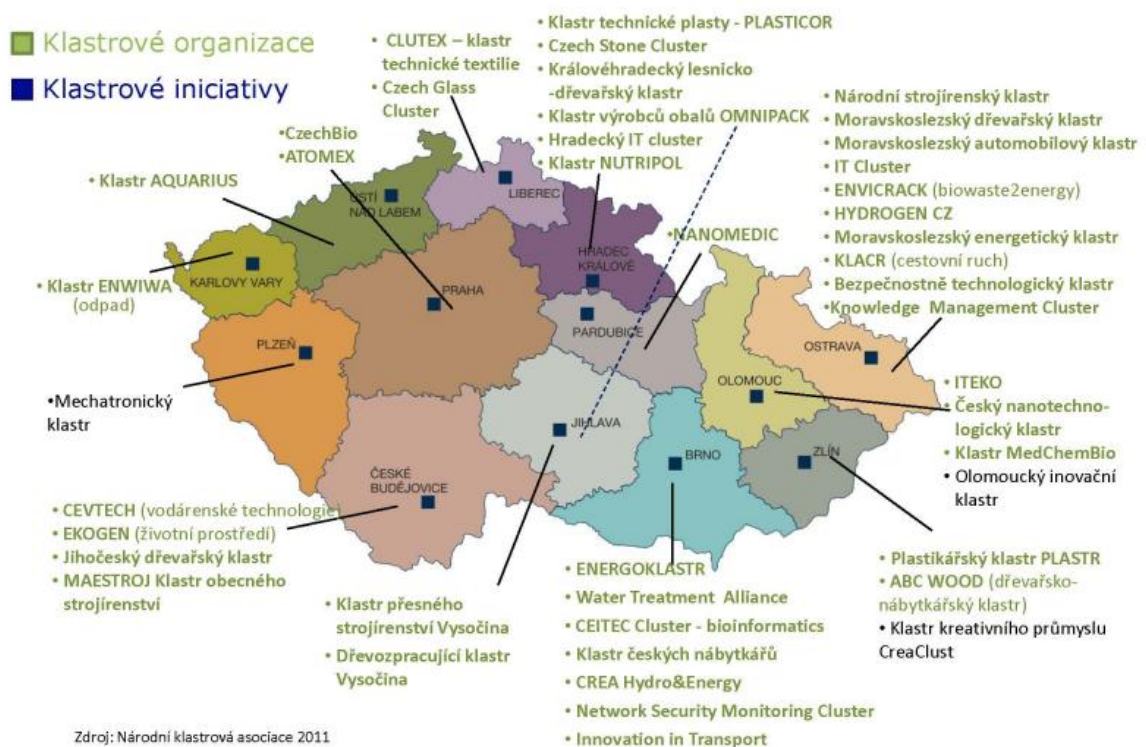 Klastrové organizace
Klastrové iniciativy
• CLUTEX – klastr
technické textilie
• Czech Glass
Cluster
• Klastr technické plasty - PLASTICOR
• Czech Stone Cluster
• Královéhradecký lesnicko
-dřevařský klastr
• Klastr výrobců obalů OMNIPACK
• Hradecký IT cluster
• Klastr NUTRIPOL
• Národní strojírenský klastr
• Moravskoslezský dřevařský klastr
• Moravskoslezský automobilový klastr
• IT Cluster
• ENVICRACK (biowaste2energy)
• HYDROGEN CZ
• Moravskoslezský energetický klastr
• KLACR (cestovní ruch)
• Bezpečnostně technologický klastr
•Knowledge Management Cluster
• CzechBio
• ATOMEX
• Klastr AQUARIUS
•NANOMEDIC
• Klastr ENWIWA
(odpad)
ÚSTÍ
NAD LABEM
LIBEREC
HRADEC
KRÁLOVÉ
KARLOVY VARY
PRAHA
PARDUBICE
PLZEŇ
OSTRAVA
OLOMOUC
JIHLAVA
BRNO
ZLÍN
ČESKÉ
BUDĚJOVICE
•Mechatronický
klastr
• ITEKO
• Český nanotechno-
logický klastr
• Klastr MedChemBio
• Olomoucký inovační
klastr
• CEVTECH (vodárenské technologie)
• EKOGEN (životní prostředí)
• Jihočeský dřevařský klastr
• MAESTROJ Klastr obecného
strojírenství
• Klastr přesného
strojírenství Vysočina
• Dřevozpracující klastr
Vysočina
• ENERGOKLASTR
• Water Treatment Alliance
• CEITEC Cluster - bioinformatics
• Klastr českých nábytkářů
• CREA Hydro&Energy
• Network Security Monitoring Cluster
• Innovation in Transport
• Plastikářský klastr PLASTR
• ABC WOOD (dřevařsko-
nábytkářský klastr)
• Klastr kreativního průmyslu
CreaClust
Zdroj: Národní klastrová asociace 2011